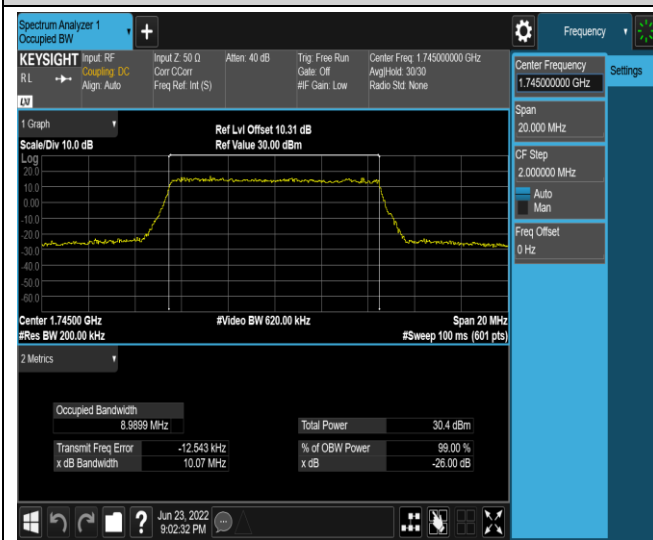 Spectrum Analyzer 1
Occupied BW
Frequency
KEYSIGHT
RL
LXI
Input: RF
Coupling: DC
Align: Auto
Input Z: 50 Ω
Corr CCorr
Freq Ref: Int (S)
Atten: 40 dB
Trig: Free Run
Gate: Off
#IF Gain: Low
Center Freq: 1.745000000 GHz
Avg|Hold: 30/30
Radio Std: None
Center Frequency
1.745000000 GHz
Settings
Span
20.000 MHz
CF Step
2.000000 MHz
Auto
Man
Freq Offset
0 Hz
1 Graph
Scale/Div 10.0 dB
Ref Lvl Offset 10.31 dB
Ref Value 30.00 dBm
Log
20.0
10.0
0.00
-10.0
-20.0
-30.0
-40.0
-50.0
-60.0
Center 1.74500 GHz
#Res BW 200.00 kHz
#Video BW 620.00 kHz
Span 20 MHz
#Sweep 100 ms (601 pts)
2 Metrics
Occupied Bandwidth
8.9899 MHz
Total Power 30.4 dBm
Transmit Freq Error -12.543 kHz
% of OBW Power 99.00 %
x dB Bandwidth 10.07 MHz
x dB -26.00 dB
Jun 23, 2022
9:02:32 PM